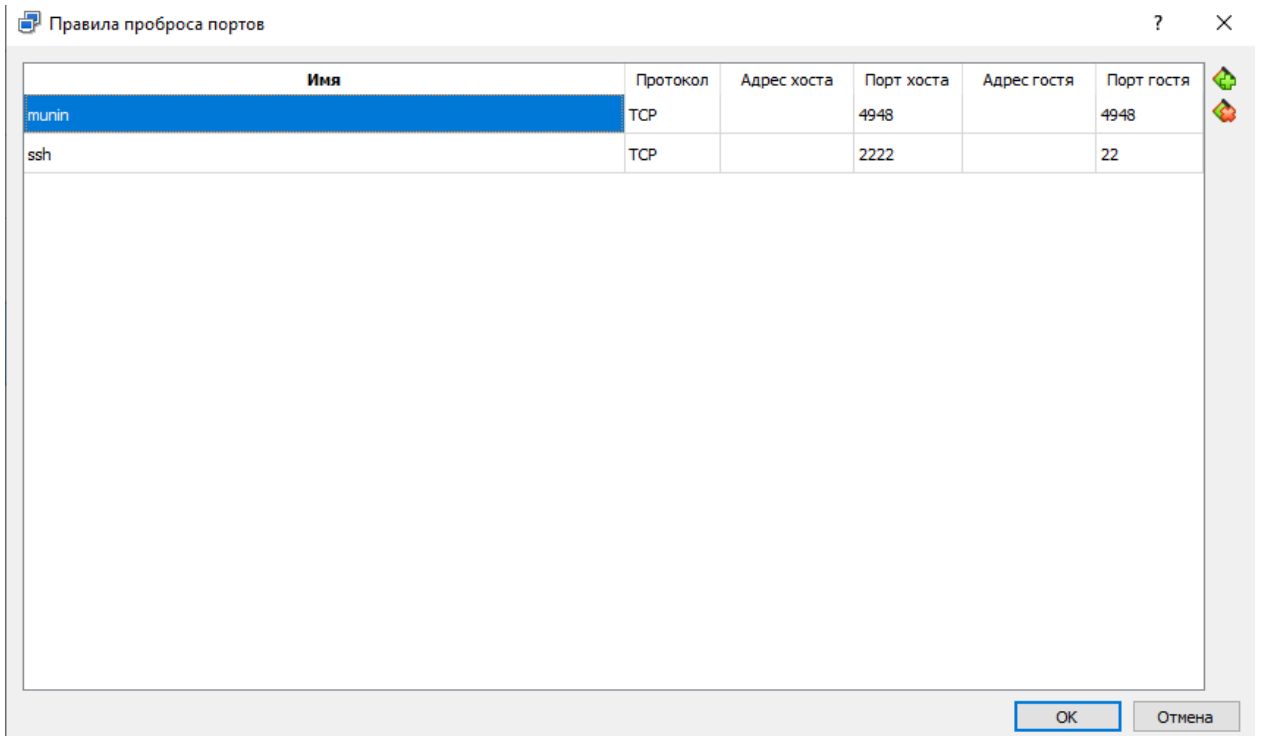 Правила проброса портов ?
Имя Протокол Адрес хоста Порт хоста Адрес гостя Порт гостя
munin TCP 4948 4948
ssh TCP 2222 22
OK Отмена